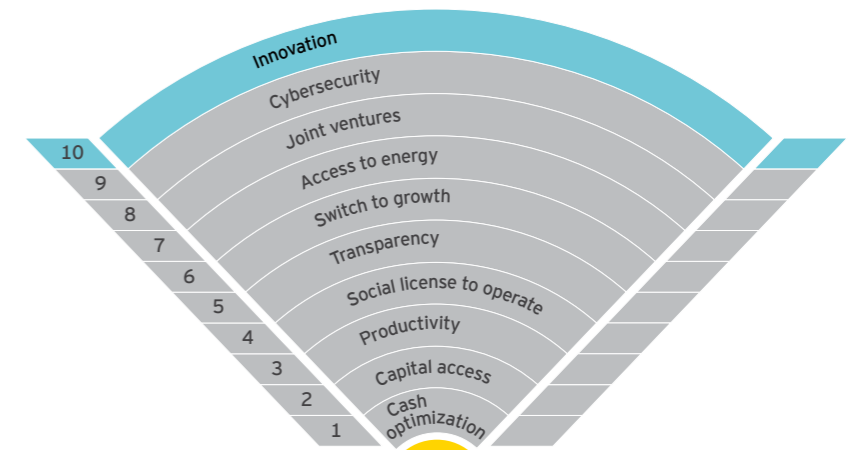 Innovation
Cybersecurity
Joint ventures
Access to energy
Switch to growth
Transparency
Social license to operate
Productivity
Capital access
Cash
optimization
10
9
8
7
6
5
4
3
2
1